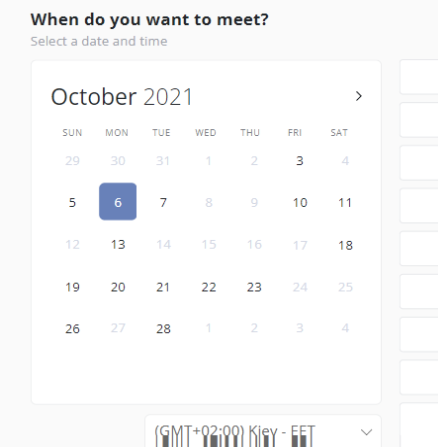 When do you want to meet?
Select a date and time
October 2021
SUN MON TUE WED THU FRI SAT
29 30 31 1 2 3 4
5 6 7 8 9 10 11
12 13 14 15 16 17 18
19 20 21 22 23 24 25
26 27 28 1 2 3 4
(GMT+02:00) Kiev - EET